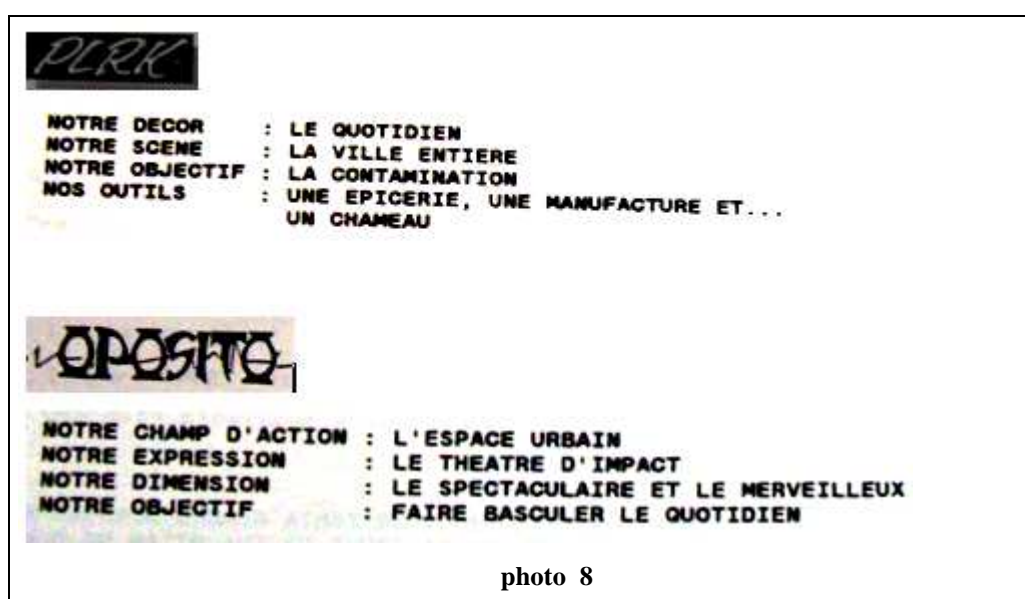 PLRK
NOTRE DECOR : LE QUOTIDIEN
NOTRE SCENE : LA VILLE ENTIERE
NOTRE OBJECTIF : LA CONTAMINATION
NOS OUTILS : UNE EPICERIE, UNE MANUFACTURE ET...
UN CHAMEAU
OPOSITO
NOTRE CHAMP D'ACTION : L'ESPACE URBAIN
NOTRE EXPRESSION : LE THEATRE D'IMPACT
NOTRE DIMENSION : LE SPECTACULAIRE ET LE MERVEILLEUX
NOTRE OBJECTIF : FAIRE BASCULER LE QUOTIDIEN
photo 8